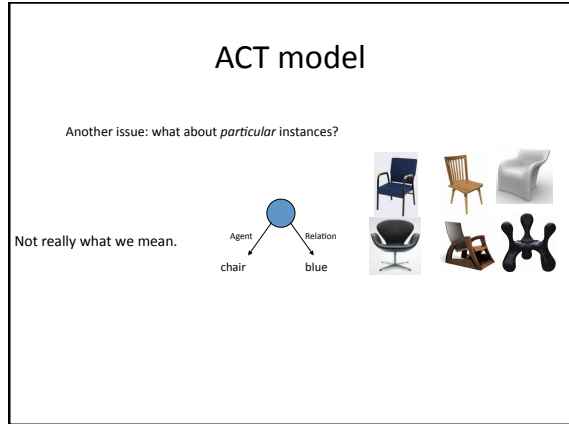 ACT model
Another issue: what about particular instances?
Not really what we mean.
Agent
Relation
chair
blue